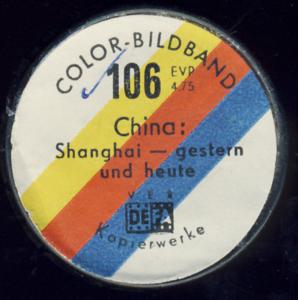 COLOR-BILDBAND
106 EVP
4.75
China:
Shanghai — gestern
und heute
VEB
DEFA
Kopierwerke